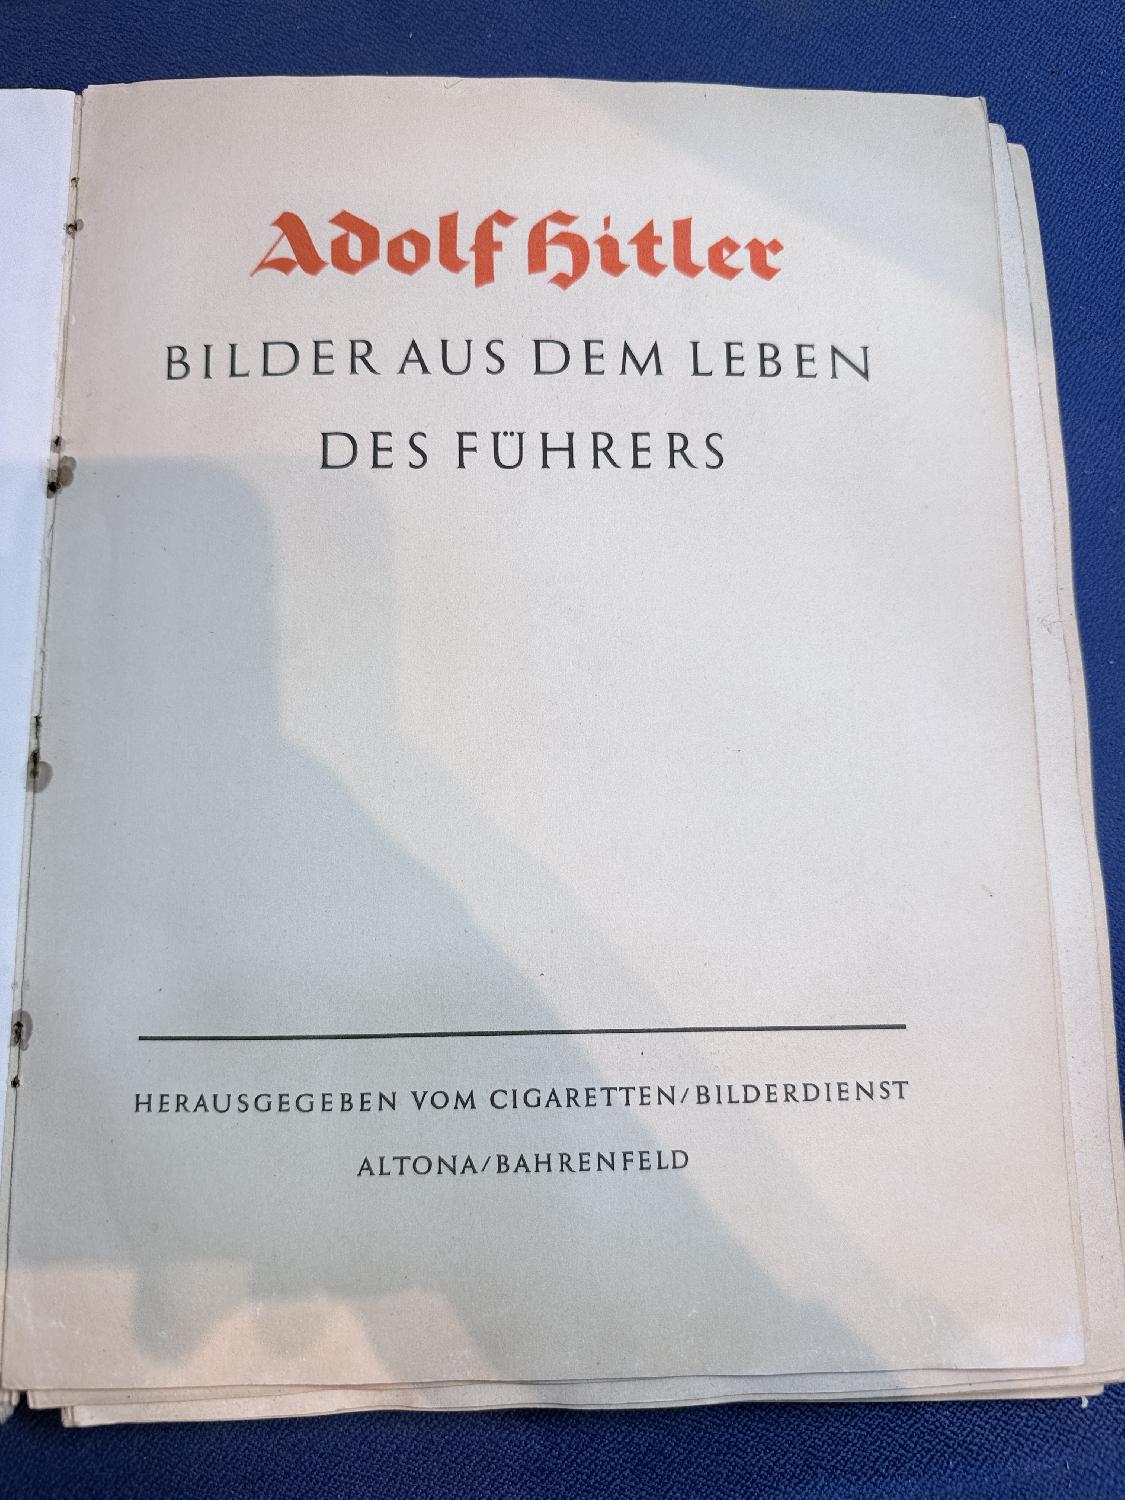 Adolf Hitler
BILDER AUS DEM LEBEN
DES FÜHRERS
HERAUSGEGEBEN VOM CIGARETTEN/BILDERDIENST
ALTONA/BAHRENFELD